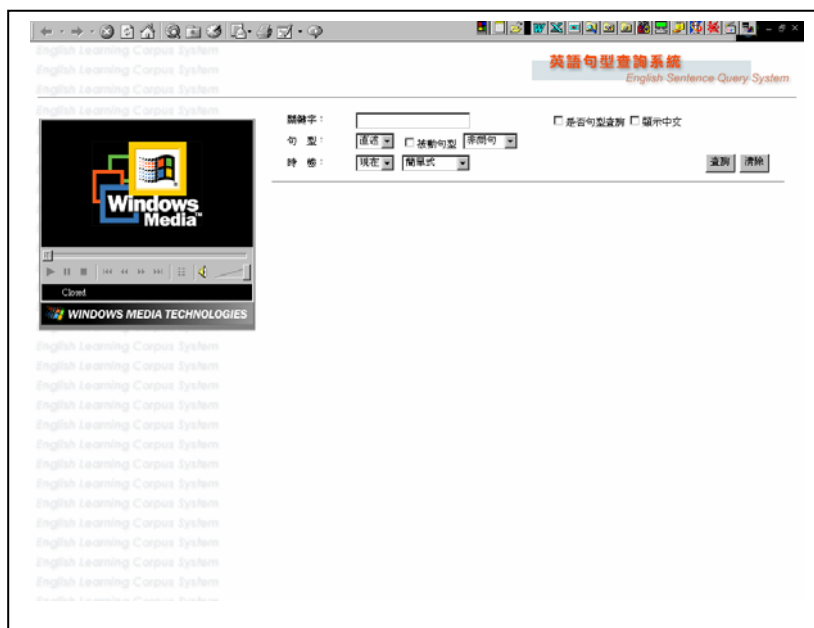 英語句型查詢系統
English Sentence Query System
English Learning Corpus System
English Learning Corpus System
English Learning Corpus System
English Learning Corpus System
關鍵字：
是否句型查詢 顯示中文
句 型：
直述 被動句型 非問句
時 態：
現在 簡單式
查詢 清除
Windows
Media™
Closed
WINDOWS MEDIA TECHNOLOGIES
English Learning Corpus System
English Learning Corpus System
English Learning Corpus System
English Learning Corpus System
English Learning Corpus System
English Learning Corpus System
English Learning Corpus System
English Learning Corpus System
English Learning Corpus System
English Learning Corpus System
English Learning Corpus System
English Learning Corpus System
English Learning Corpus System